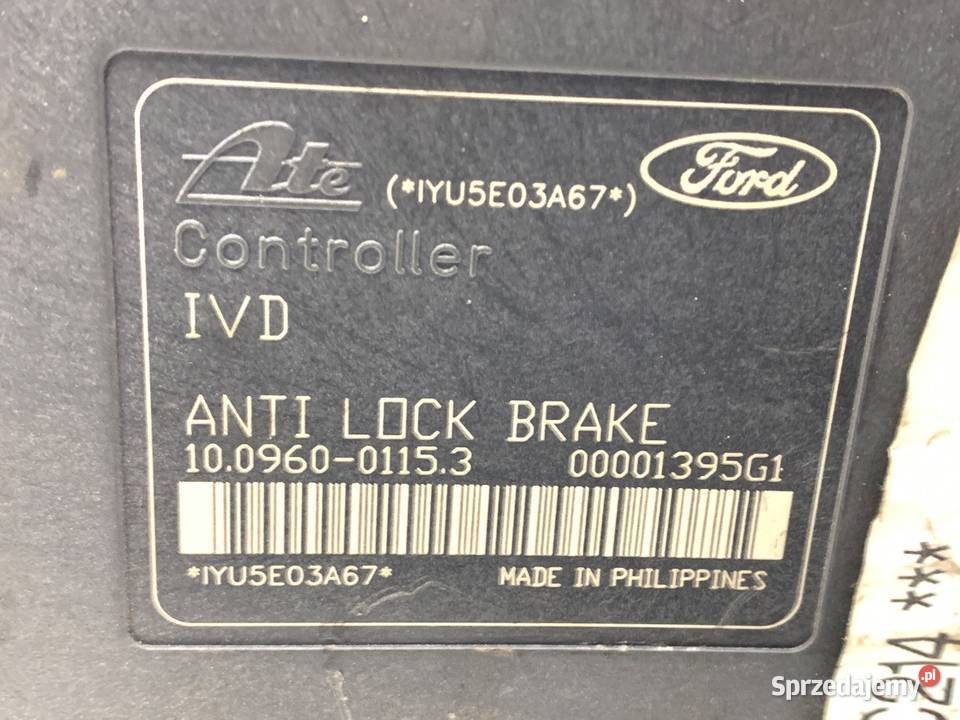 Ate (*IYU5E03A67*) Ford
Controller
IVD
ANTI LOCK BRAKE
10.0960-0115.3 00001395G1
*IYU5E03A67* MADE IN PHILIPPINES
214 ***
Sprzedajemy.pl